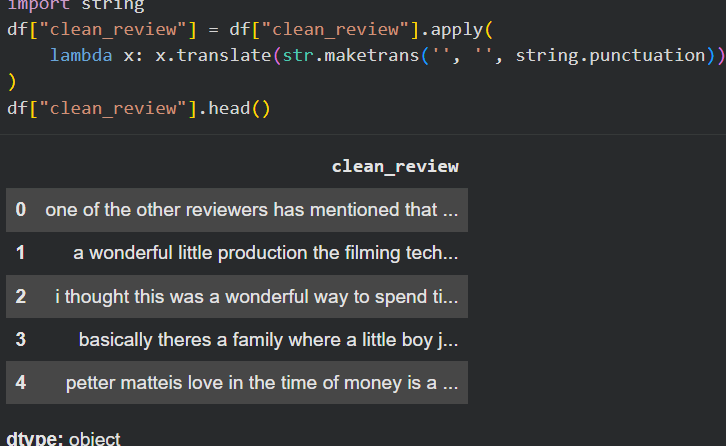 import string
df["clean_review"] = df["clean_review"].apply(
lambda x: x.translate(str.maketrans('', '', string.punctuation))
)
df["clean_review"].head()
clean_review
0 one of the other reviewers has mentioned that ...
1 a wonderful little production the filming tech...
2 i thought this was a wonderful way to spend ti...
3 basically theres a family where a little boy j...
4 petter matteis love in the time of money is a ...
dtype: object